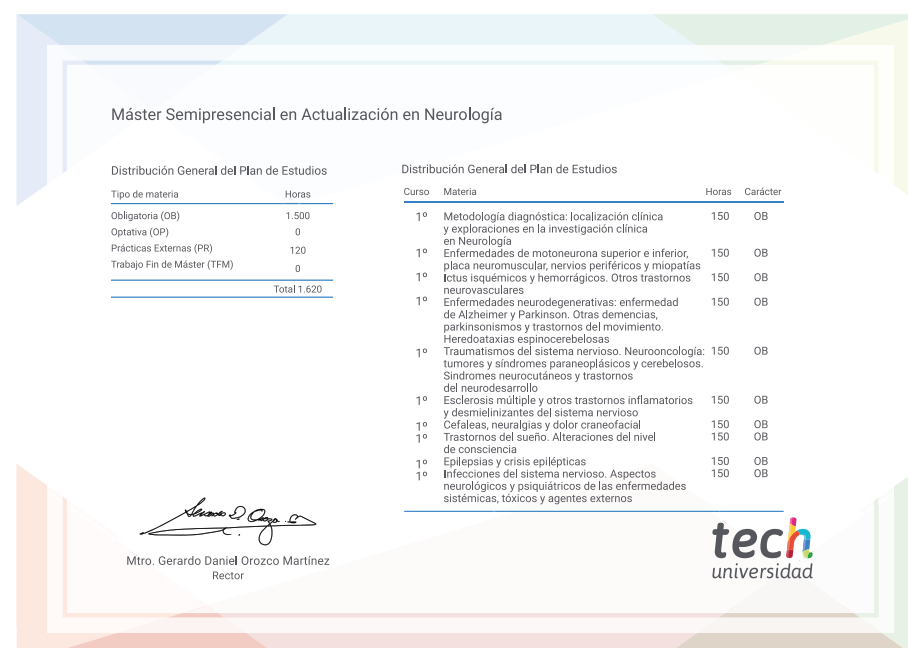 Máster Semipresencial en Actualización en Neurología
Distribución General del Plan de Estudios
Tipo de materia Horas
Obligatoria (OB) 1.500
Optativa (OP) 0
Prácticas Externas (PR) 120
Trabajo Fin de Máster (TFM) 0
Total 1.620
Distribución General del Plan de Estudios
Curso Materia Horas Carácter
1º Metodología diagnóstica: localización clínica 150 OB
y exploraciones en la investigación clínica
en Neurología
1º Enfermedades de motoneurona superior e inferior, 150 OB
placa neuromuscular, nervios periféricos y miopatías
1º Ictus isquémicos y hemorrágicos. Otros trastornos 150 OB
neurovasculares
1º Enfermedades neurodegenerativas: enfermedad 150 OB
de Alzheimer y Parkinson. Otras demencias,
parkinsonismos y trastornos del movimiento.
Heredoataxias espinocerebelosas
1º Traumatismos del sistema nervioso. Neurooncología: 150 OB
tumores y síndromes paraneoplásicos y cerebelosos.
Sindromes neurocutáneos y trastornos
del neurodesarrollo
1º Esclerosis múltiple y otros trastornos inflamatorios 150 OB
y desmielinizantes del sistema nervioso
1º Cefaleas, neuralgias y dolor craneofacial 150 OB
1º Trastornos del sueño. Alteraciones del nivel 150 OB
de consciencia
1º Epilepsias y crisis epilépticas 150 OB
1º Infecciones del sistema nervioso. Aspectos 150 OB
neurológicos y psiquiátricos de las enfermedades
sistémicas, tóxicos y agentes externos
Mtro. Gerardo Daniel Orozco Martínez
Rector
tech
universidad